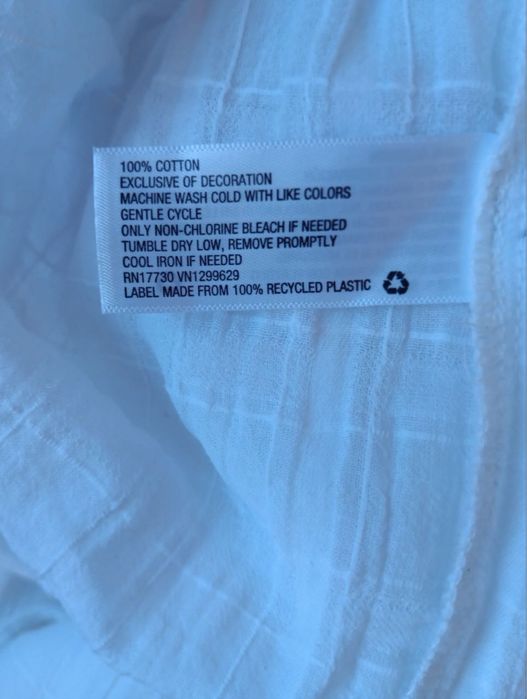 100% COTTON
EXCLUSIVE OF DECORATION
MACHINE WASH COLD WITH LIKE COLORS
GENTLE CYCLE
ONLY NON-CHLORINE BLEACH IF NEEDED
TUMBLE DRY LOW, REMOVE PROMPTLY
COOL IRON IF NEEDED
RN17730 VN1299629
LABEL MADE FROM 100% RECYCLED PLASTIC